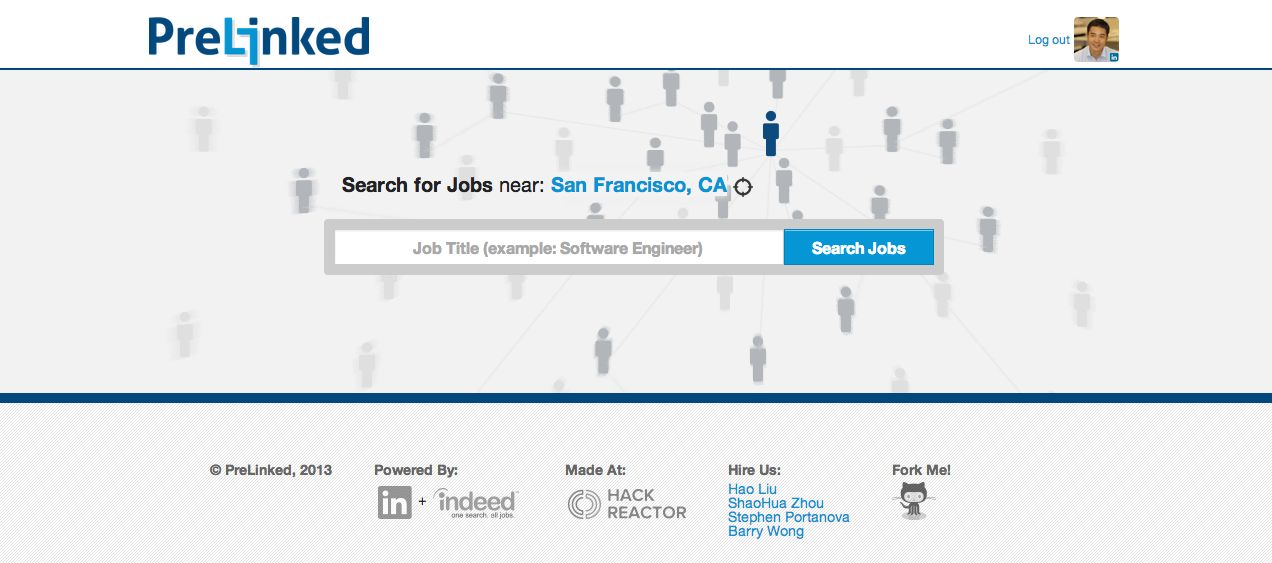 PreLinked
Log out
in
Search for Jobs near: San Francisco, CA
Job Title (example: Software Engineer)
Search Jobs
© PreLinked, 2013
Powered By:
in + indeed
one search. all jobs.
Made At:
HACK
REACTOR
Hire Us:
Hao Liu
ShaoHua Zhou
Stephen Portanova
Barry Wong
Fork Me!